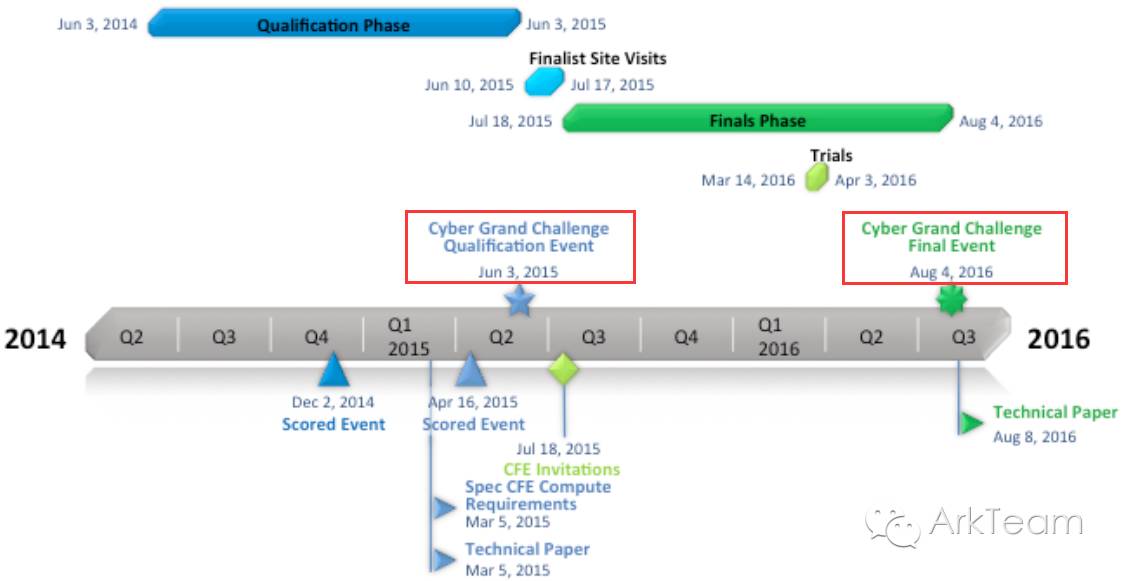 Jun 3, 2014
Qualification Phase
Jun 3, 2015
Finalist Site Visits
Jun 10, 2015
Jul 17, 2015
Jul 18, 2015
Finals Phase
Aug 4, 2016
Trials
Mar 14, 2016
Apr 3, 2016
Cyber Grand Challenge
Qualification Event
Jun 3, 2015
Cyber Grand Challenge
Final Event
Aug 4, 2016
2014
Q2
Q3
Q4
Q1
2015
Q2
Q3
Q4
Q1
2016
Q2
Q3
2016
Dec 2, 2014
Scored Event
Apr 16, 2015
Scored Event
Jul 18, 2015
CFE Invitations
Spec CFE Compute
Requirements
Mar 5, 2015
Technical Paper
Mar 5, 2015
Technical Paper
Aug 8, 2016
ArkTeam